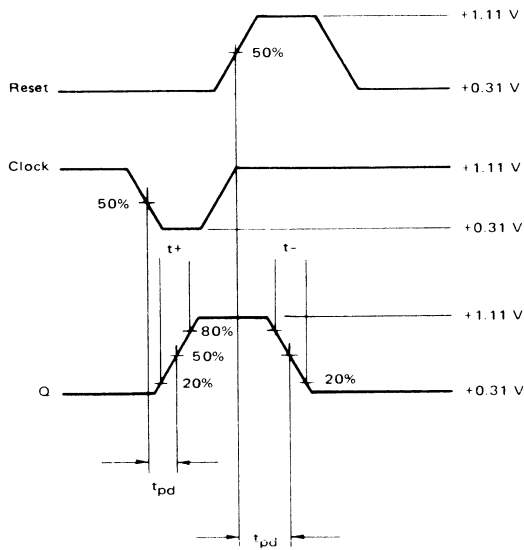 +1.11 V
50%
Reset
+0.31 V
Clock
+1.11 V
50%
+0.31 V
t+
t-
+1.11 V
80%
50%
20%
20%
Q
+0.31 V
tpd
tpd